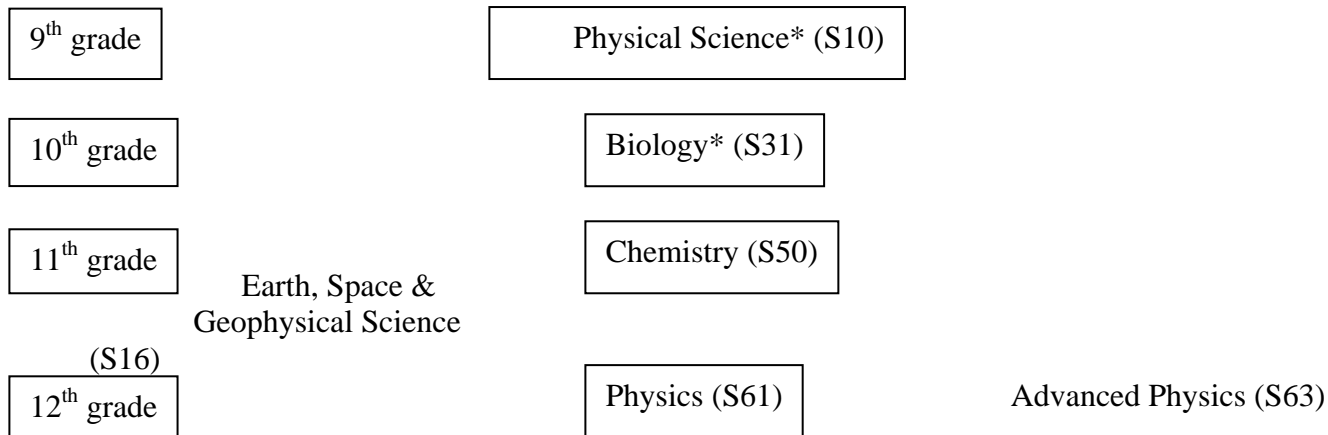 9th grade
Physical Science* (S10)
10th grade
Biology* (S31)
11th grade
Chemistry (S50)
Earth, Space &
Geophysical Science
(S16)
12th grade
Physics (S61)
Advanced Physics (S63)